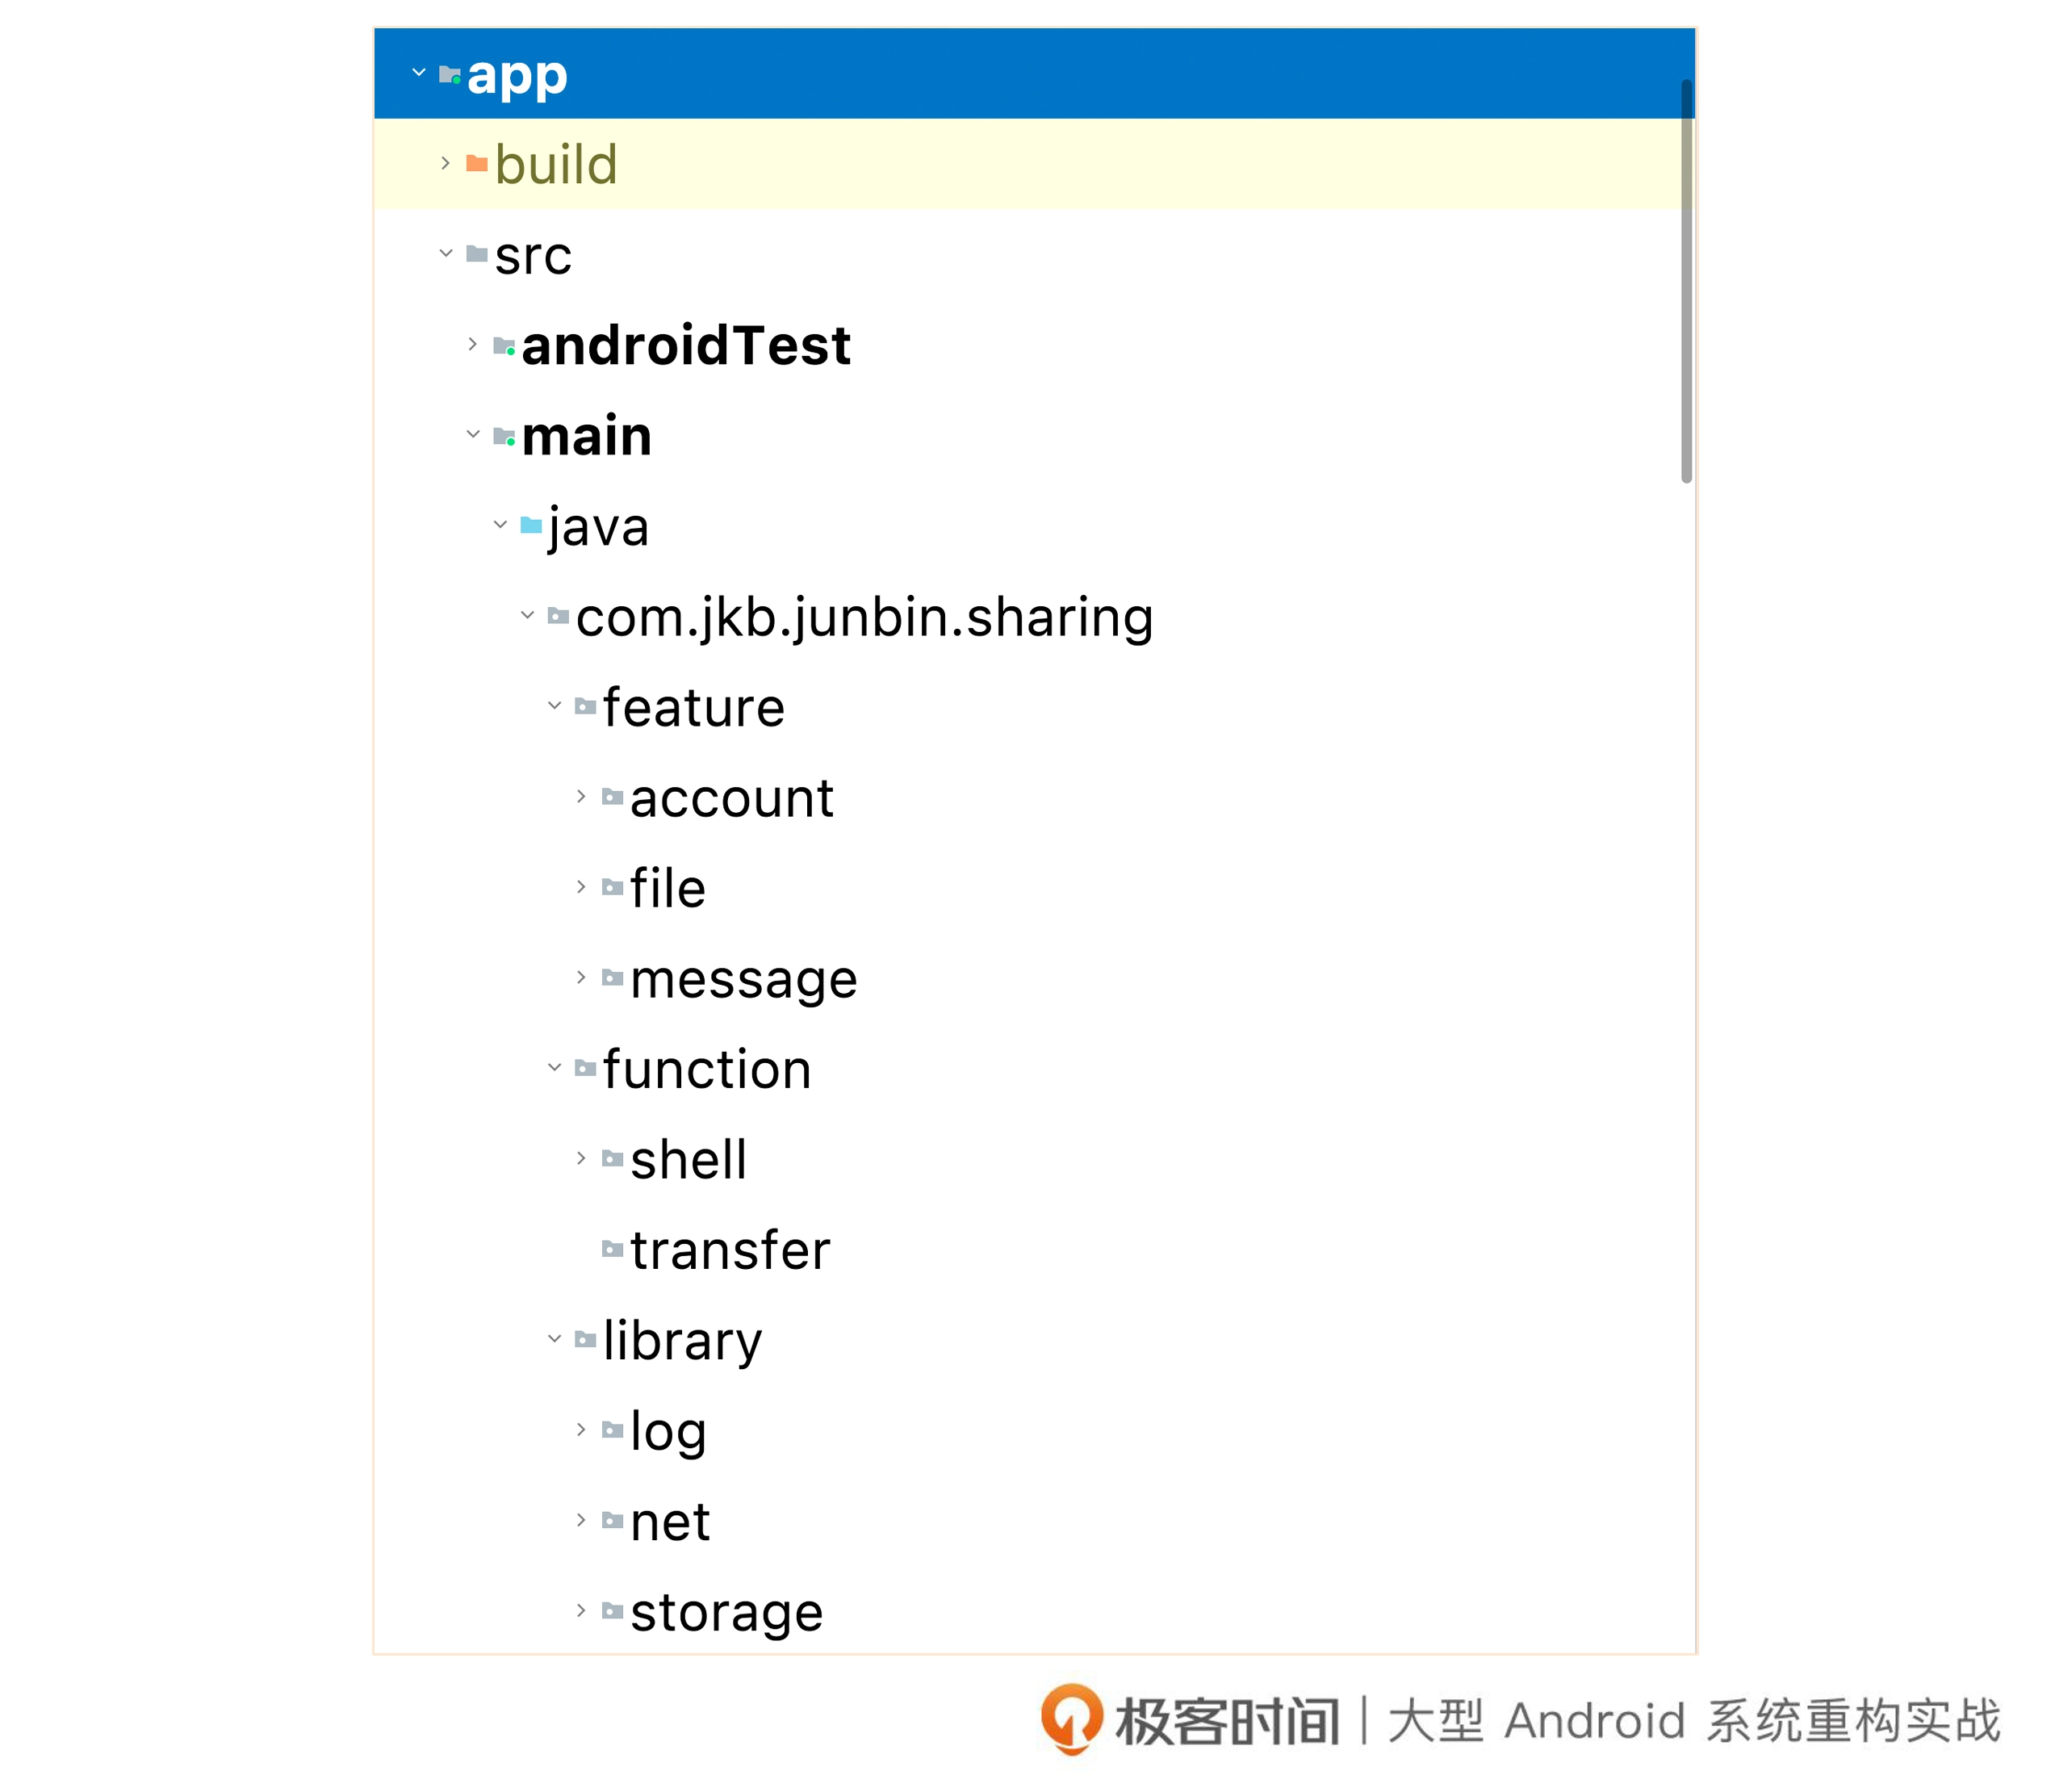 app
build
src
androidTest
main
java
com.jkb.junbin.sharing
feature
account
file
message
function
shell
transfer
library
log
net
storage
极客时间 | 大型 Android 系统重构实战